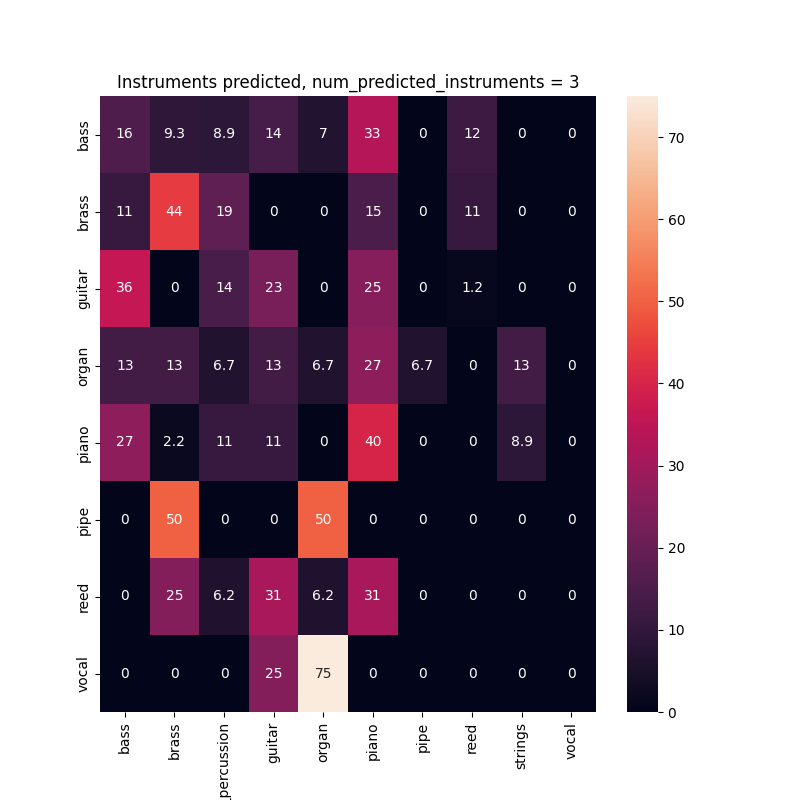 Instruments predicted, num_predicted_instruments = 3
bass 16 9.3 8.9 14 7 33 0 12 0 0
brass 11 44 19 0 0 15 0 11 0 0
guitar 36 0 14 23 0 25 0 1.2 0 0
organ 13 13 6.7 13 6.7 27 6.7 0 13 0
piano 27 2.2 11 11 0 40 0 0 8.9 0
pipe 0 50 0 0 50 0 0 0 0 0
reed 0 25 6.2 31 6.2 31 0 0 0 0
vocal 0 0 0 25 75 0 0 0 0 0
bass brass _percussion guitar organ piano pipe reed strings vocal
70
60
50
40
30
20
10
0